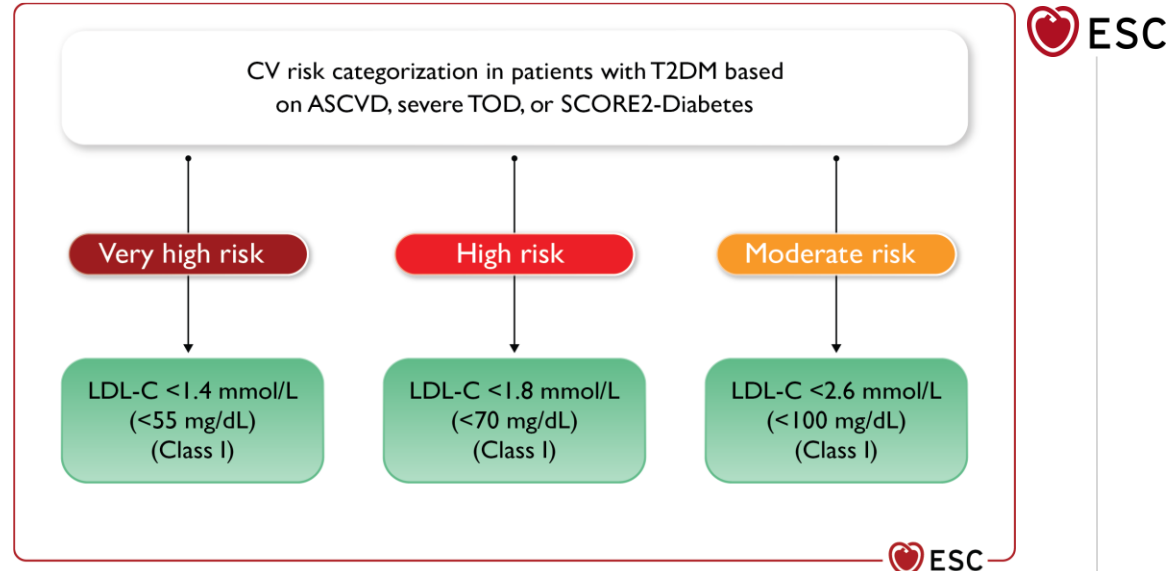 ESC
CV risk categorization in patients with T2DM based
on ASCVD, severe TOD, or SCORE2-Diabetes
Very high risk
High risk
Moderate risk
LDL-C <1.4 mmol/L
(<55 mg/dL)
(Class I)
LDL-C <1.8 mmol/L
(<70 mg/dL)
(Class I)
LDL-C <2.6 mmol/L
(<100 mg/dL)
(Class I)
ESC